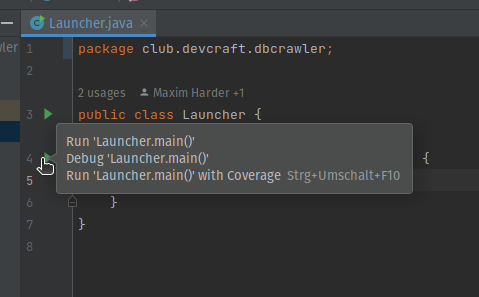 Launcher.java
wler
1 package club.devcraft.dbcrawler;
2
2 usages Maxim Harder +1
3 public class Launcher {
Run 'Launcher.main()'
Debug 'Launcher.main()'
Run 'Launcher.main()' with Coverage Strg+Umschalt+F10
4 {
5
6 }
7 }
8